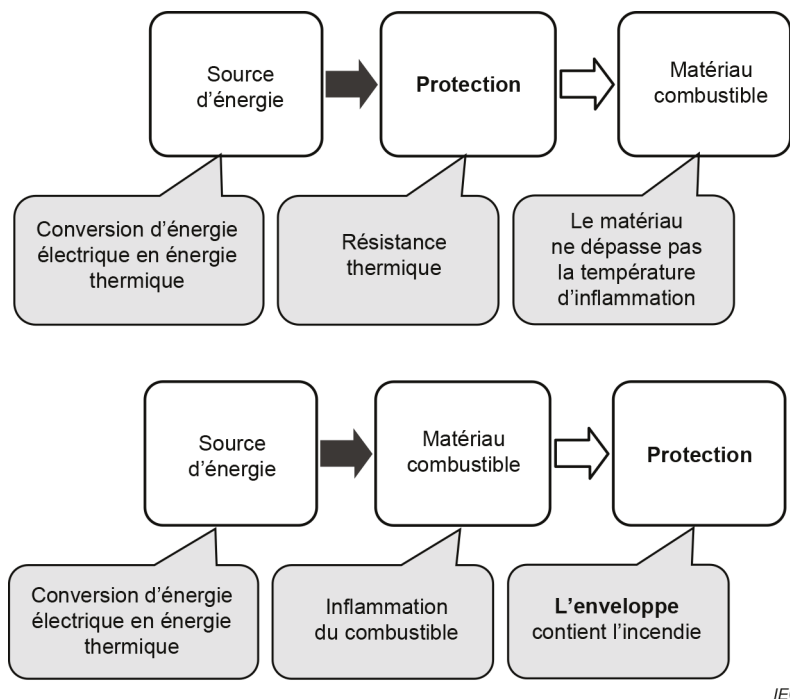 Source
d’énergie
Protection
Matériau
combustible
Conversion d’énergie
électrique en énergie
thermique
Résistance
thermique
Le matériau
ne dépasse pas
la température
d’inflammation
Source
d’énergie
Matériau
combustible
Protection
Conversion d’énergie
électrique en énergie
thermique
Inflammation
du combustible
L’enveloppe
contient l’incendie